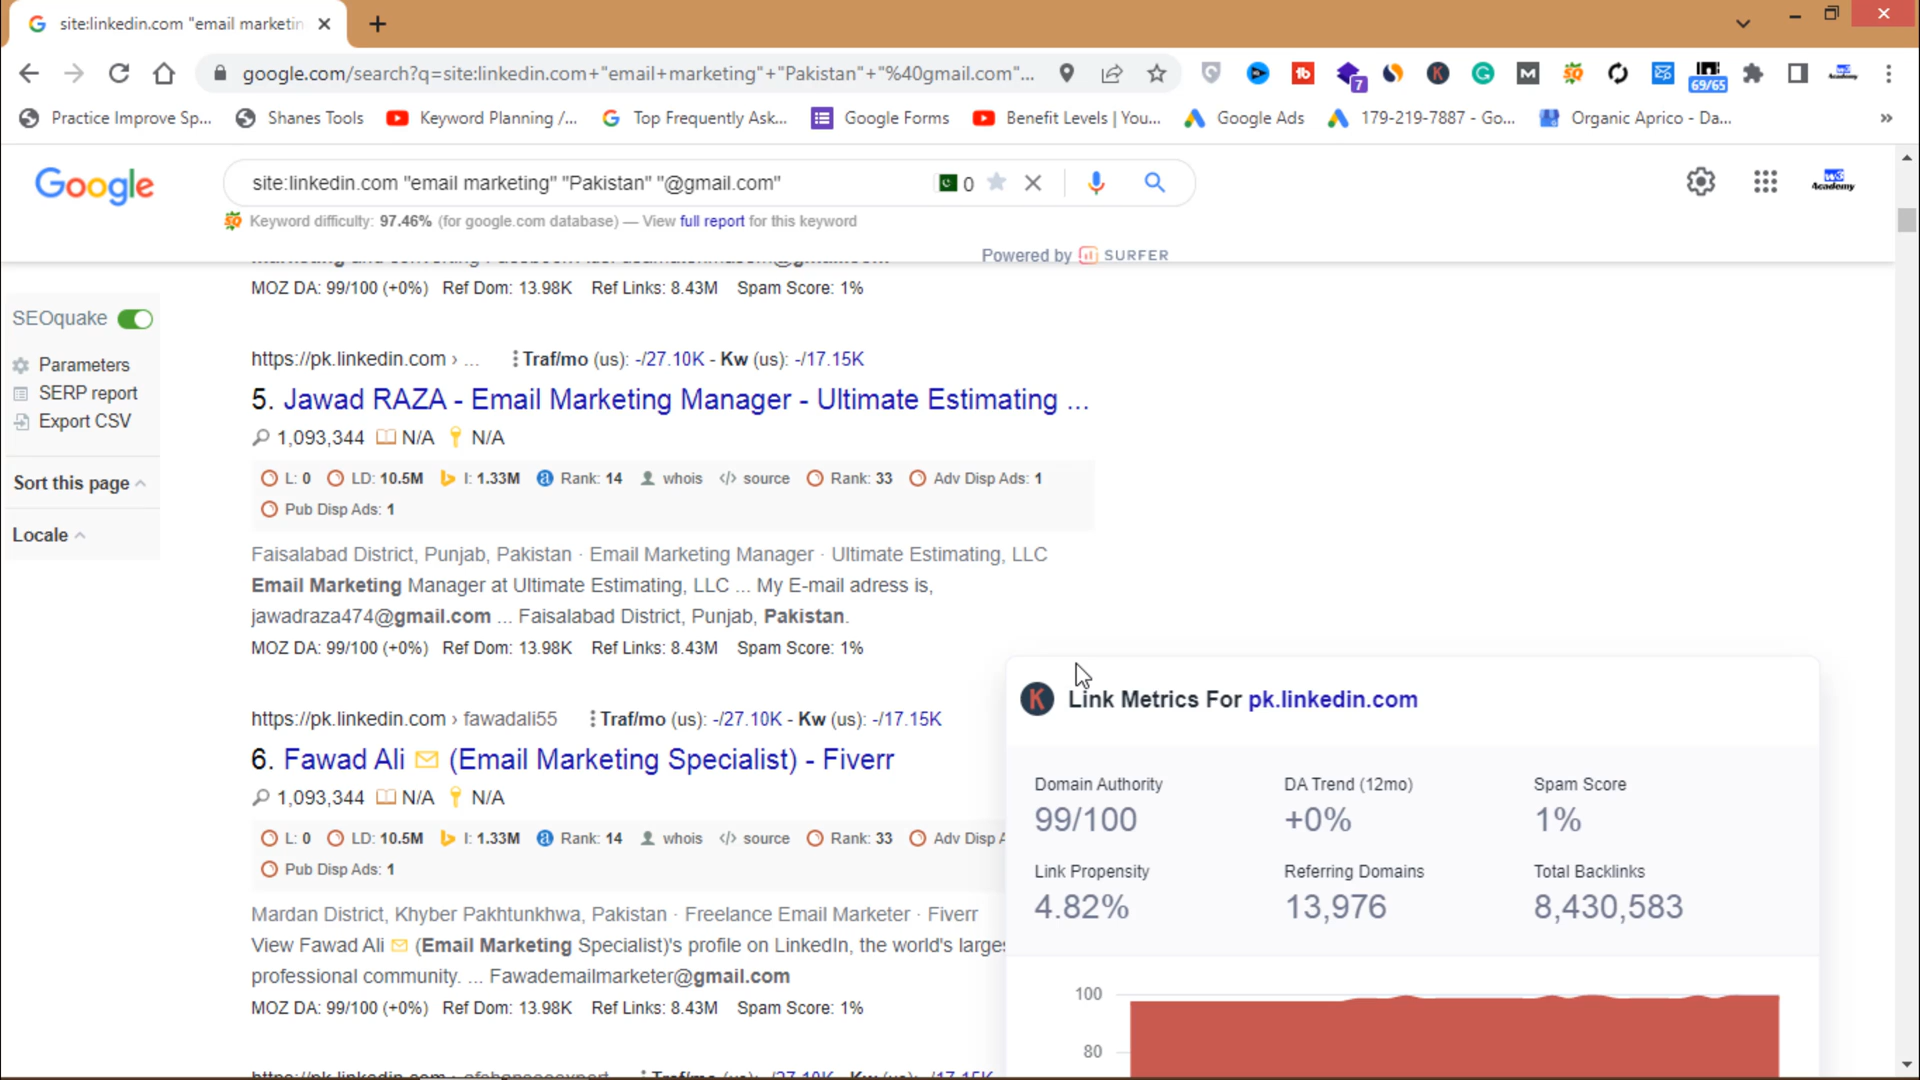 site:linkedin.com "email marketin
google.com/search?q=site:linkedin.com+"email+marketing"+"Pakistan"+"%40gmail.com"...
7
69/65
Practice Improve Sp...
Shanes Tools
Keyword Planning /...
Top Frequently Ask...
Google Forms
Benefit Levels | You...
Google Ads
179-219-7887 - Go...
Organic Aprico - Da...
»
Google
site:linkedin.com "email marketing" "Pakistan" "@gmail.com"
0
w3 Academy
Keyword difficulty: 97.46% (for google.com database) — View full report for this keyword
Powered by SURFER
MOZ DA: 99/100 (+0%) Ref Dom: 13.98K Ref Links: 8.43M Spam Score: 1%
SEOquake
Parameters
SERP report
Export CSV
Sort this page
Locale
https://pk.linkedin.com › ... Traf/mo (us): -/27.10K - Kw (us): -/17.15K
5. Jawad RAZA - Email Marketing Manager - Ultimate Estimating ...
1,093,344 N/A N/A
L: 0 LD: 10.5M I: 1.33M Rank: 14 whois </> source Rank: 33 Adv Disp Ads: 1
Pub Disp Ads: 1
Faisalabad District, Punjab, Pakistan · Email Marketing Manager · Ultimate Estimating, LLC
Email Marketing Manager at Ultimate Estimating, LLC ... My E-mail adress is,
jawadraza474@gmail.com ... Faisalabad District, Punjab, Pakistan.
MOZ DA: 99/100 (+0%) Ref Dom: 13.98K Ref Links: 8.43M Spam Score: 1%
https://pk.linkedin.com › fawadali55 Traf/mo (us): -/27.10K - Kw (us): -/17.15K
6. Fawad Ali (Email Marketing Specialist) - Fiverr
1,093,344 N/A N/A
L: 0 LD: 10.5M I: 1.33M Rank: 14 whois </> source Rank: 33 Adv Disp
Pub Disp Ads: 1
Mardan District, Khyber Pakhtunkhwa, Pakistan · Freelance Email Marketer · Fiverr
View Fawad Ali (Email Marketing Specialist)'s profile on LinkedIn, the world's larges
professional community. ... Fawademailmarketer@gmail.com
MOZ DA: 99/100 (+0%) Ref Dom: 13.98K Ref Links: 8.43M Spam Score: 1%
K Link Metrics For pk.linkedin.com
Domain Authority
99/100
DA Trend (12mo)
+0%
Spam Score
1%
Link Propensity
4.82%
Referring Domains
13,976
Total Backlinks
8,430,583
100
80